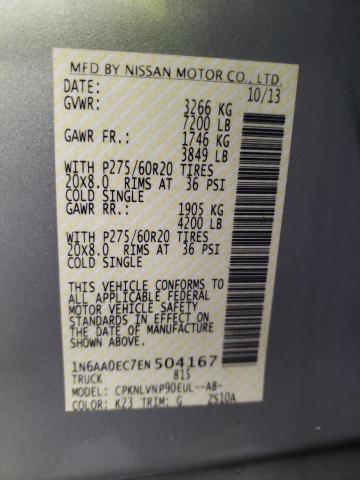 MFD BY NISSAN MOTOR CO., LTD.
DATE: 10/13
GVWR: 3266 KG
7200 LB
GAWR FR.: 1746 KG
3849 LB
WITH P275/60R20 TIRES
20X8.0 RIMS AT 36 PSI
COLD SINGLE
GAWR RR.: 1905 KG
4200 LB
WITH P275/60R20 TIRES
20X8.0 RIMS AT 36 PSI
COLD SINGLE
THIS VEHICLE CONFORMS TO
ALL APPLICABLE FEDERAL
MOTOR VEHICLE SAFETY
STANDARDS IN EFFECT ON
THE DATE OF MANUFACTURE
SHOWN ABOVE.
1N6AA0EC7EN504167
TRUCK 815
MODEL: CPKNLVNP90EUL--AB-
COLOR: K23 TRIM: G ZS10A